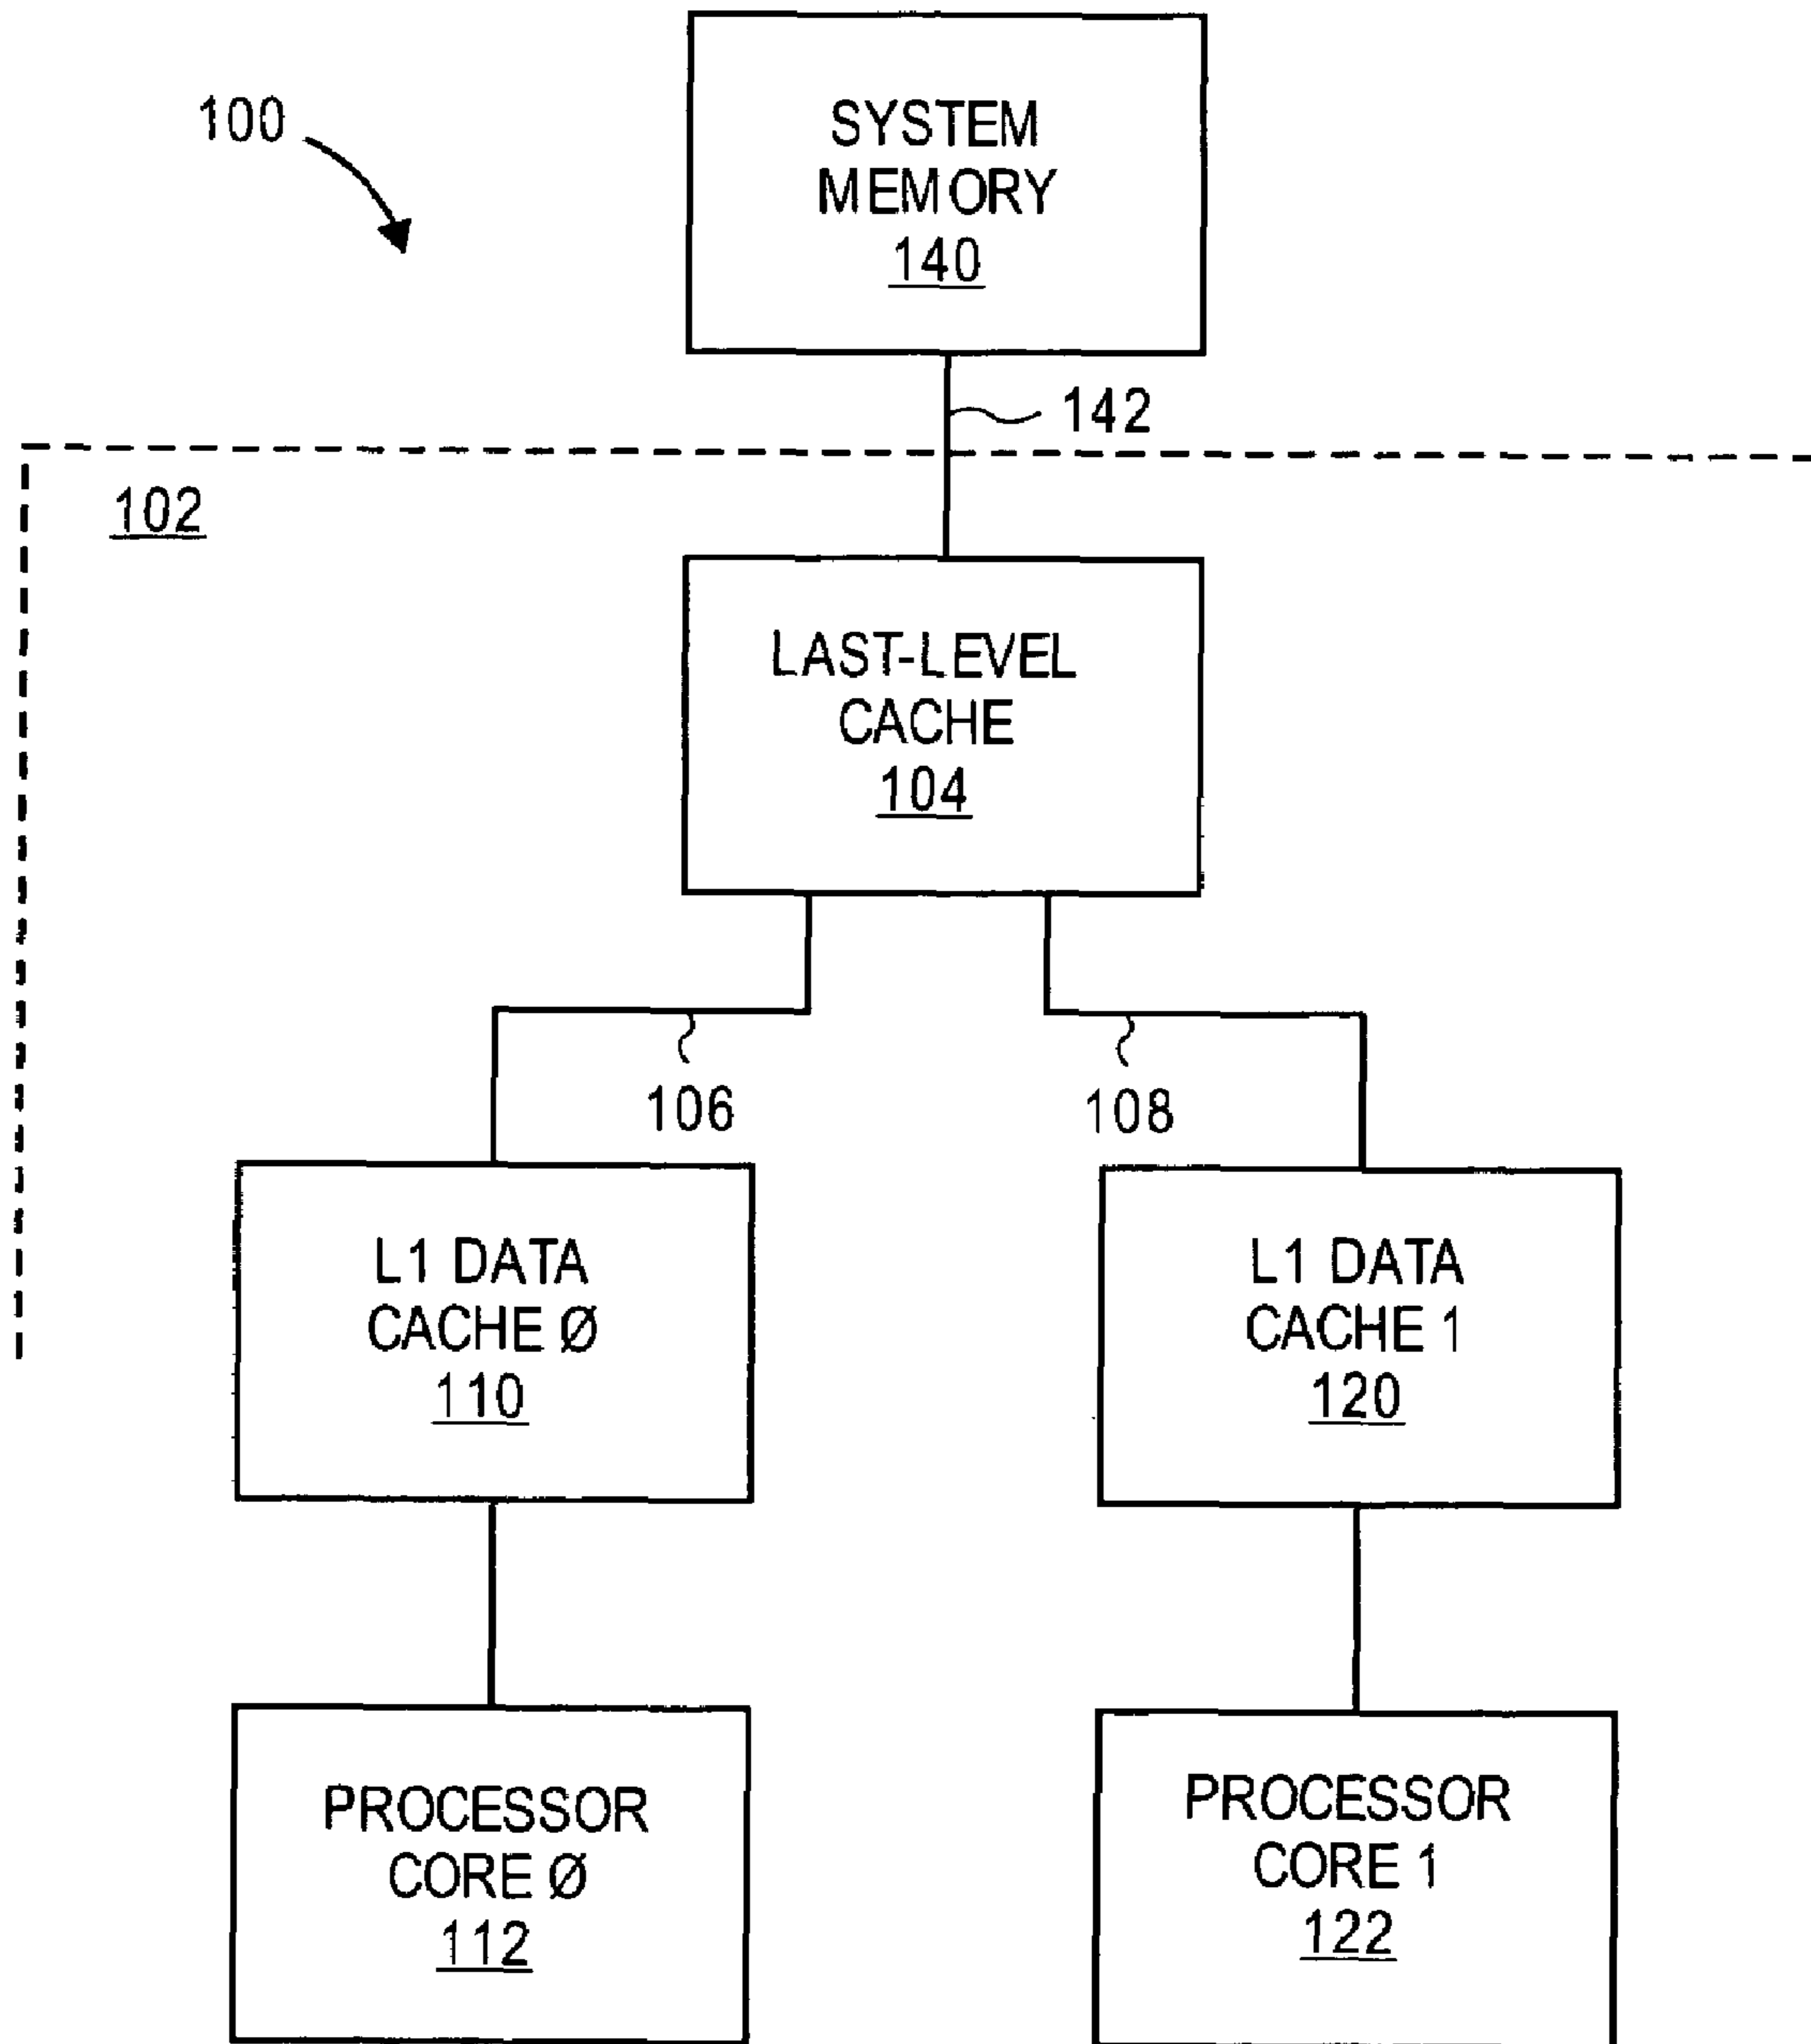 100
SYSTEM
MEMORY
140
142
102
LAST-LEVEL
CACHE
104
106
108
L1 DATA
CACHE Ø
110
L1 DATA
CACHE 1
120
PROCESSOR
CORE Ø
112
PROCESSOR
CORE 1
122